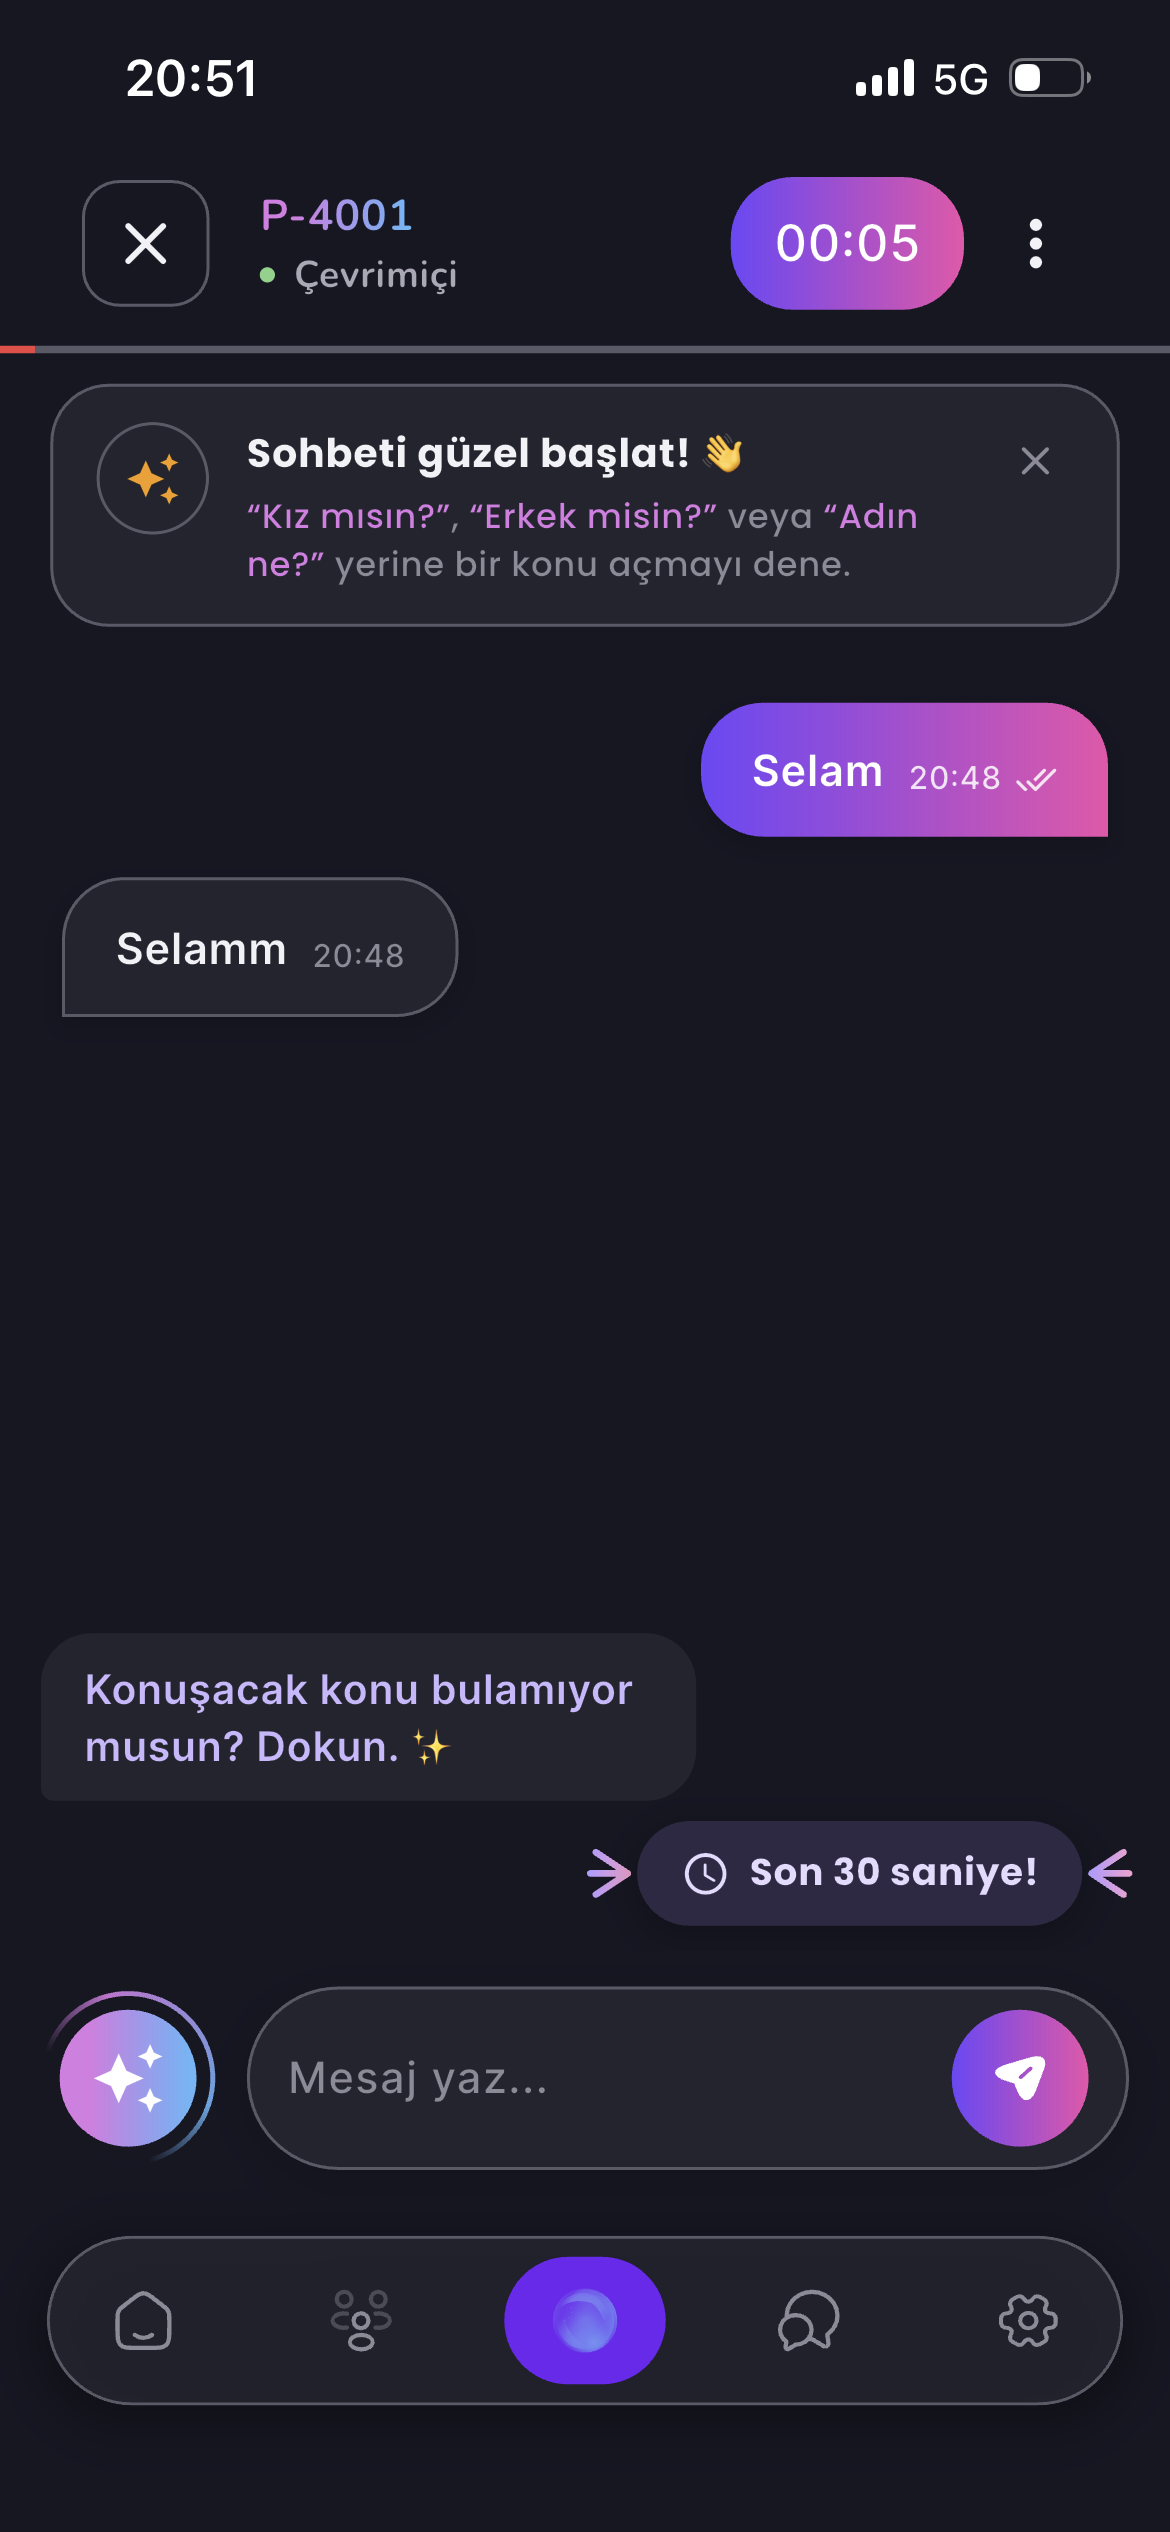 20:51
5G
P-4001
Çevrimiçi
00:05
Sohbeti güzel başlat! 👋
“Kız mısın?”, “Erkek misin?” veya “Adın
ne?” yerine bir konu açmayı dene.
Selam 20:48
Selamm 20:48
Konuşacak konu bulamıyor
musun? Dokun. ✨
Son 30 saniye!
Mesaj yaz...